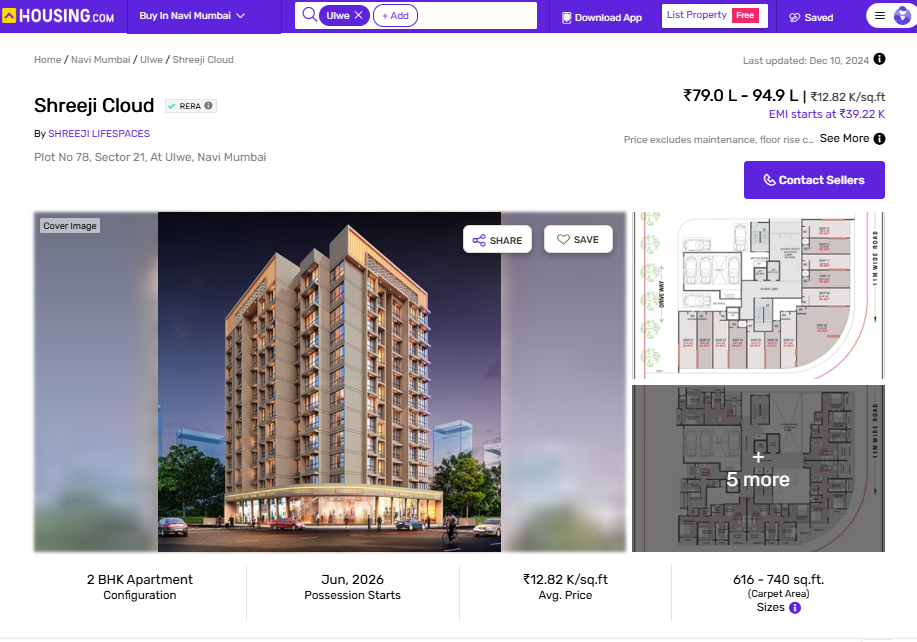 HOUSING.COM
Buy In Navi Mumbai
Ulwe
+ Add
Download App
List Property Free
Saved
Home / Navi Mumbai / Ulwe / Shreeji Cloud
Last updated: Dec 10, 2024
Shreeji Cloud
RERA
₹79.0 L - 94.9 L | ₹12.82 K/sq.ft
EMI starts at ₹39.22 K
By SHREEJI LIFESPACES
Price excludes maintenance, floor rise c... See More
Plot No 78, Sector 21, At Ulwe, Navi Mumbai
Contact Sellers
Cover Image
SHARE
SAVE
DRIVE WAY
11 M WIDE ROAD
11 M WIDE ROAD
+
5 more
2 BHK Apartment
Configuration
Jun, 2026
Possession Starts
₹12.82 K/sq.ft
Avg. Price
616 - 740 sq.ft.
(Carpet Area)
Sizes